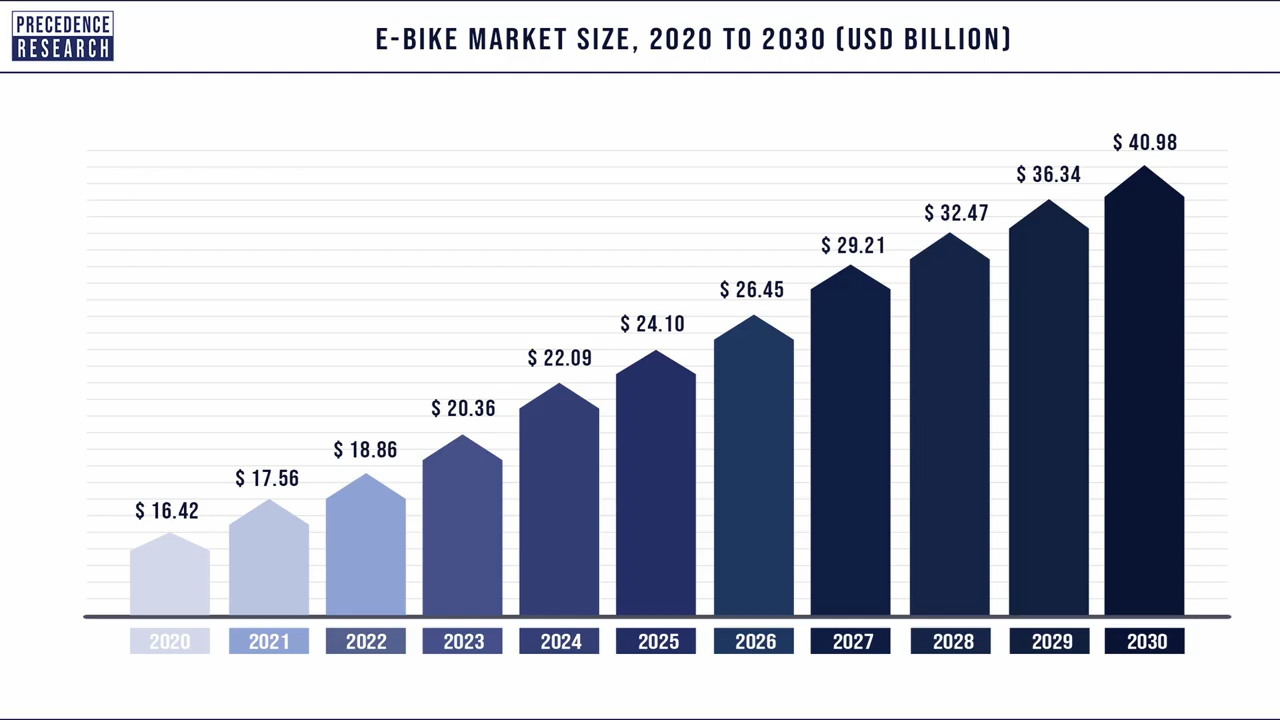 PRECEDENCE
RESEARCH
E-BIKE MARKET SIZE, 2020 TO 2030 (USD BILLION)
$ 16.42
$ 17.56
$ 18.86
$ 20.36
$ 22.09
$ 24.10
$ 26.45
$ 29.21
$ 32.47
$ 36.34
$ 40.98
2020 2021 2022 2023 2024 2025 2026 2027 2028 2029 2030